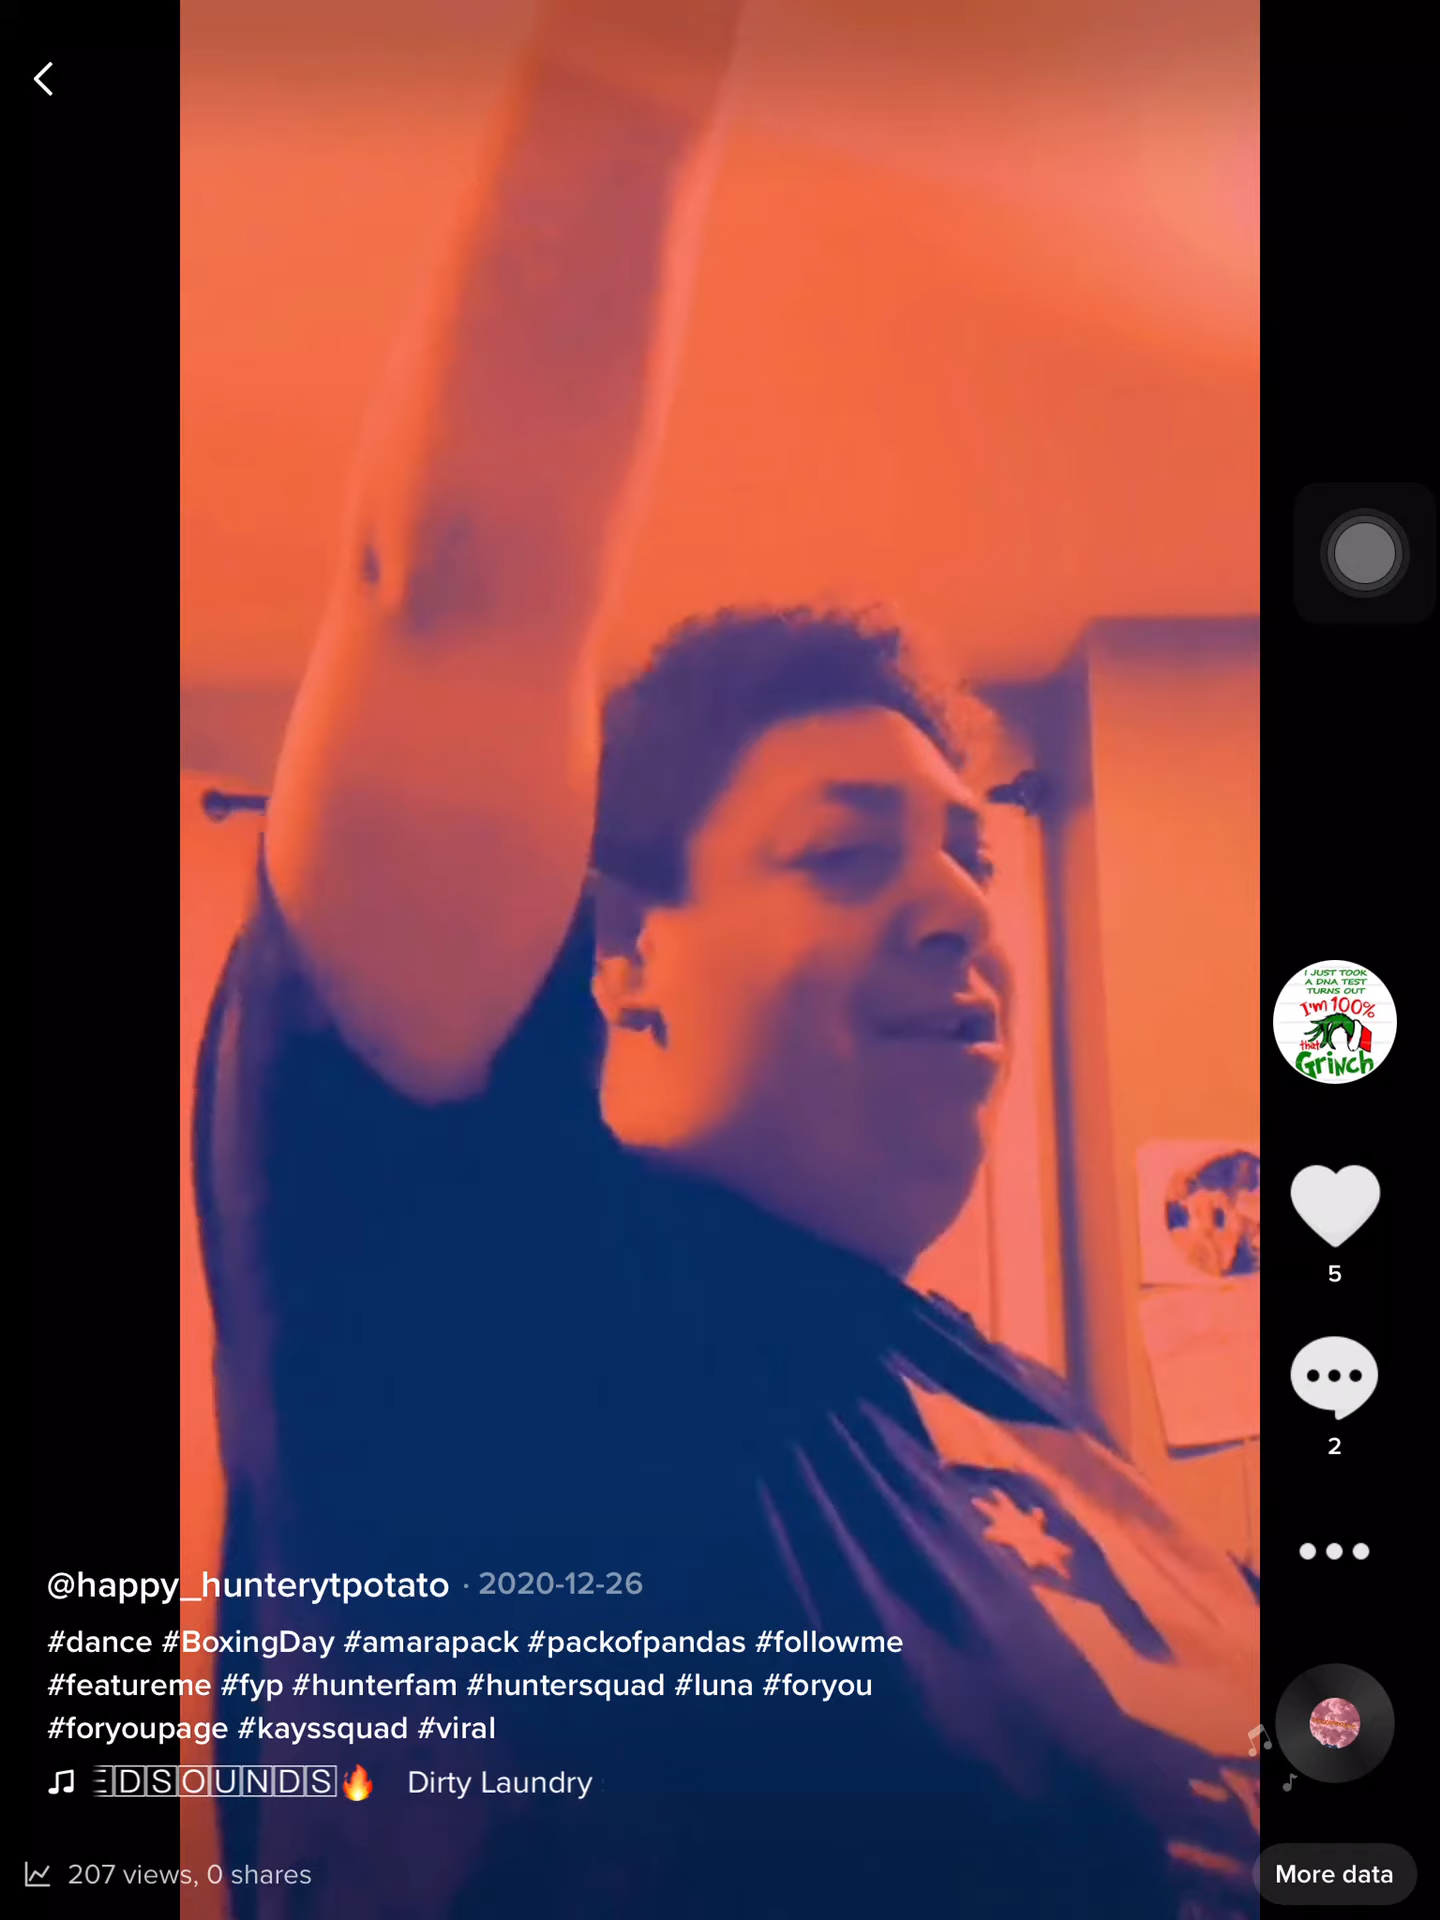 I JUST TOOK
A DNA TEST
TURNS OUT
I'm 100%
that
GRINCH
5
2
@happy_hunterytpotato · 2020-12-26
#dance #BoxingDay #amarapack #packofpandas #followme
#featureme #fyp #hunterfam #huntersquad #luna #foryou
#foryoupage #kayssquad #viral
🄴🄳🅂🄾🅄🄽🄳🅂🔥 Dirty Laundry
207 views, 0 shares
More data